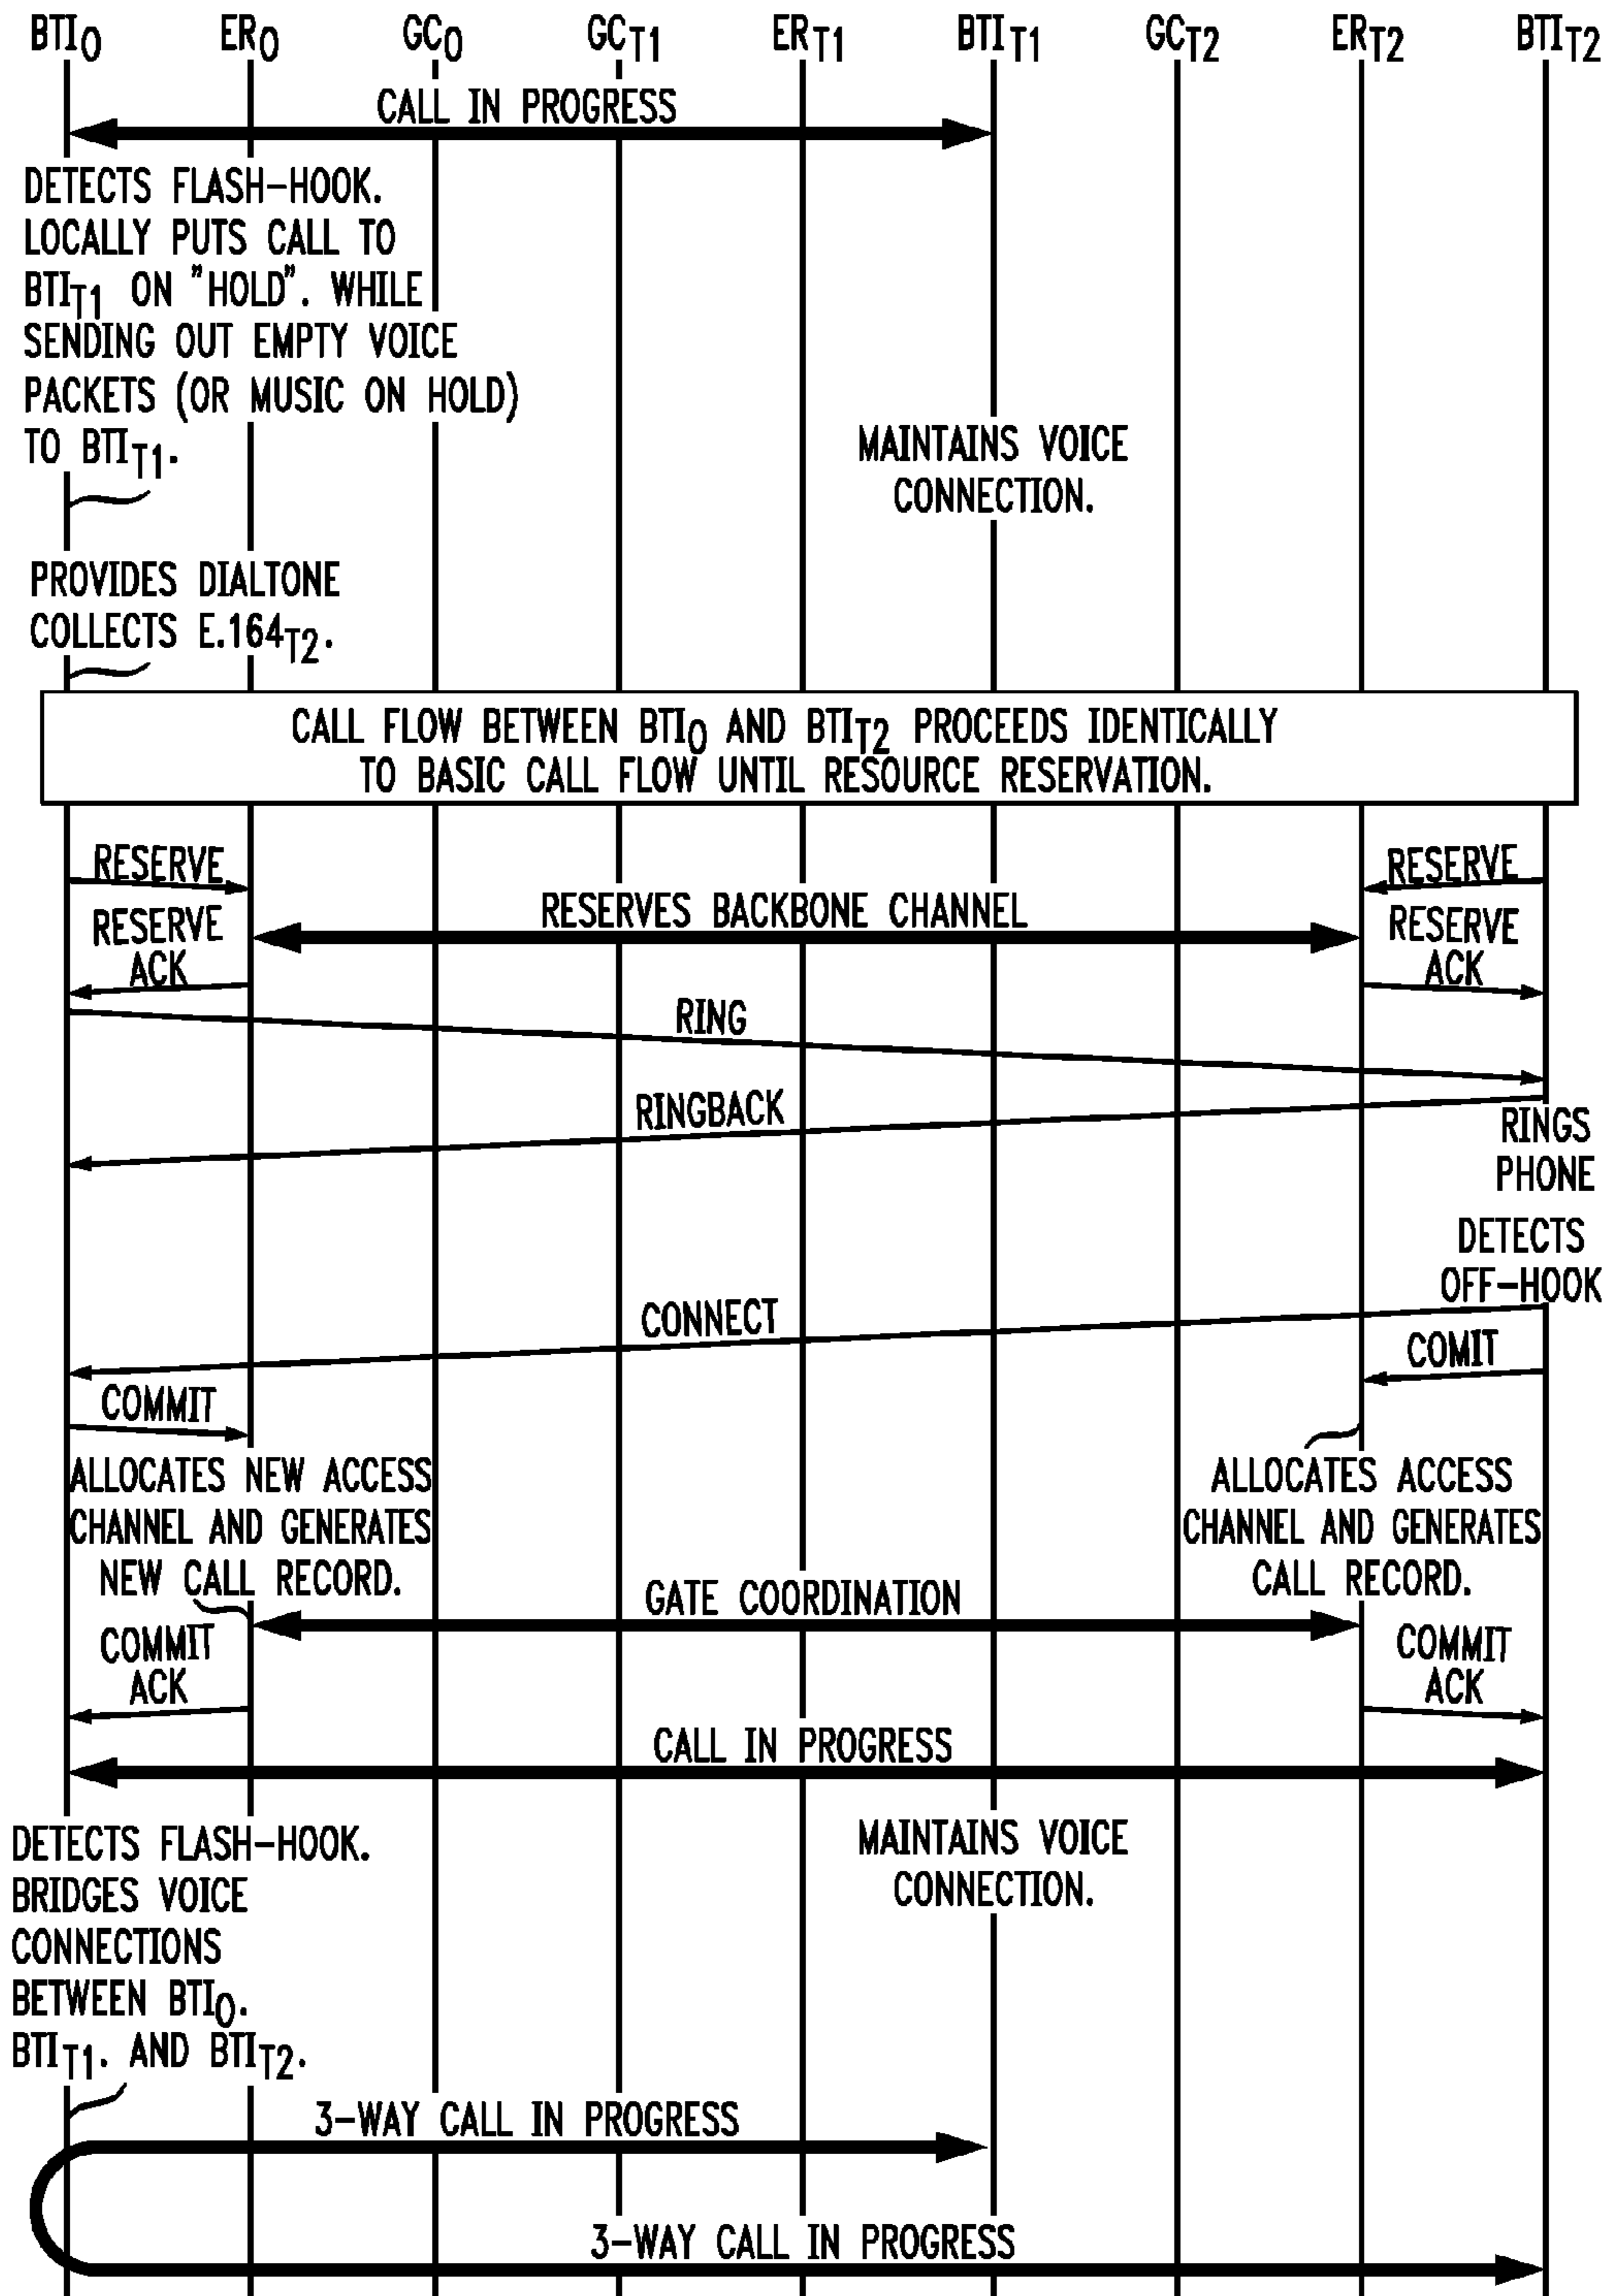 BTIO ERO GCO GCT1 ERT1 BTIT1 GCT2 ERT2 BTIT2
CALL IN PROGRESS
DETECTS FLASH-HOOK.
LOCALLY PUTS CALL TO
BTIT1 ON "HOLD". WHILE
SENDING OUT EMPTY VOICE
PACKETS (OR MUSIC ON HOLD)
TO BTIT1.
MAINTAINS VOICE
CONNECTION.
PROVIDES DIALTONE
COLLECTS E.164T2.
CALL FLOW BETWEEN BTIO AND BTIT2 PROCEEDS IDENTICALLY
TO BASIC CALL FLOW UNTIL RESOURCE RESERVATION.
RESERVE
RESERVE
RESERVES BACKBONE CHANNEL
RESERVE
ACK
RESERVE
ACK
RING
RINGBACK
RINGS
PHONE
DETECTS
OFF-HOOK
CONNECT
COMIT
COMMIT
ALLOCATES NEW ACCESS
CHANNEL AND GENERATES
NEW CALL RECORD.
ALLOCATES ACCESS
CHANNEL AND GENERATES
CALL RECORD.
GATE COORDINATION
COMMIT
ACK
COMMIT
ACK
CALL IN PROGRESS
DETECTS FLASH-HOOK.
BRIDGES VOICE
CONNECTIONS
BETWEEN BTIO.
BTIT1. AND BTIT2.
MAINTAINS VOICE
CONNECTION.
3-WAY CALL IN PROGRESS
3-WAY CALL IN PROGRESS